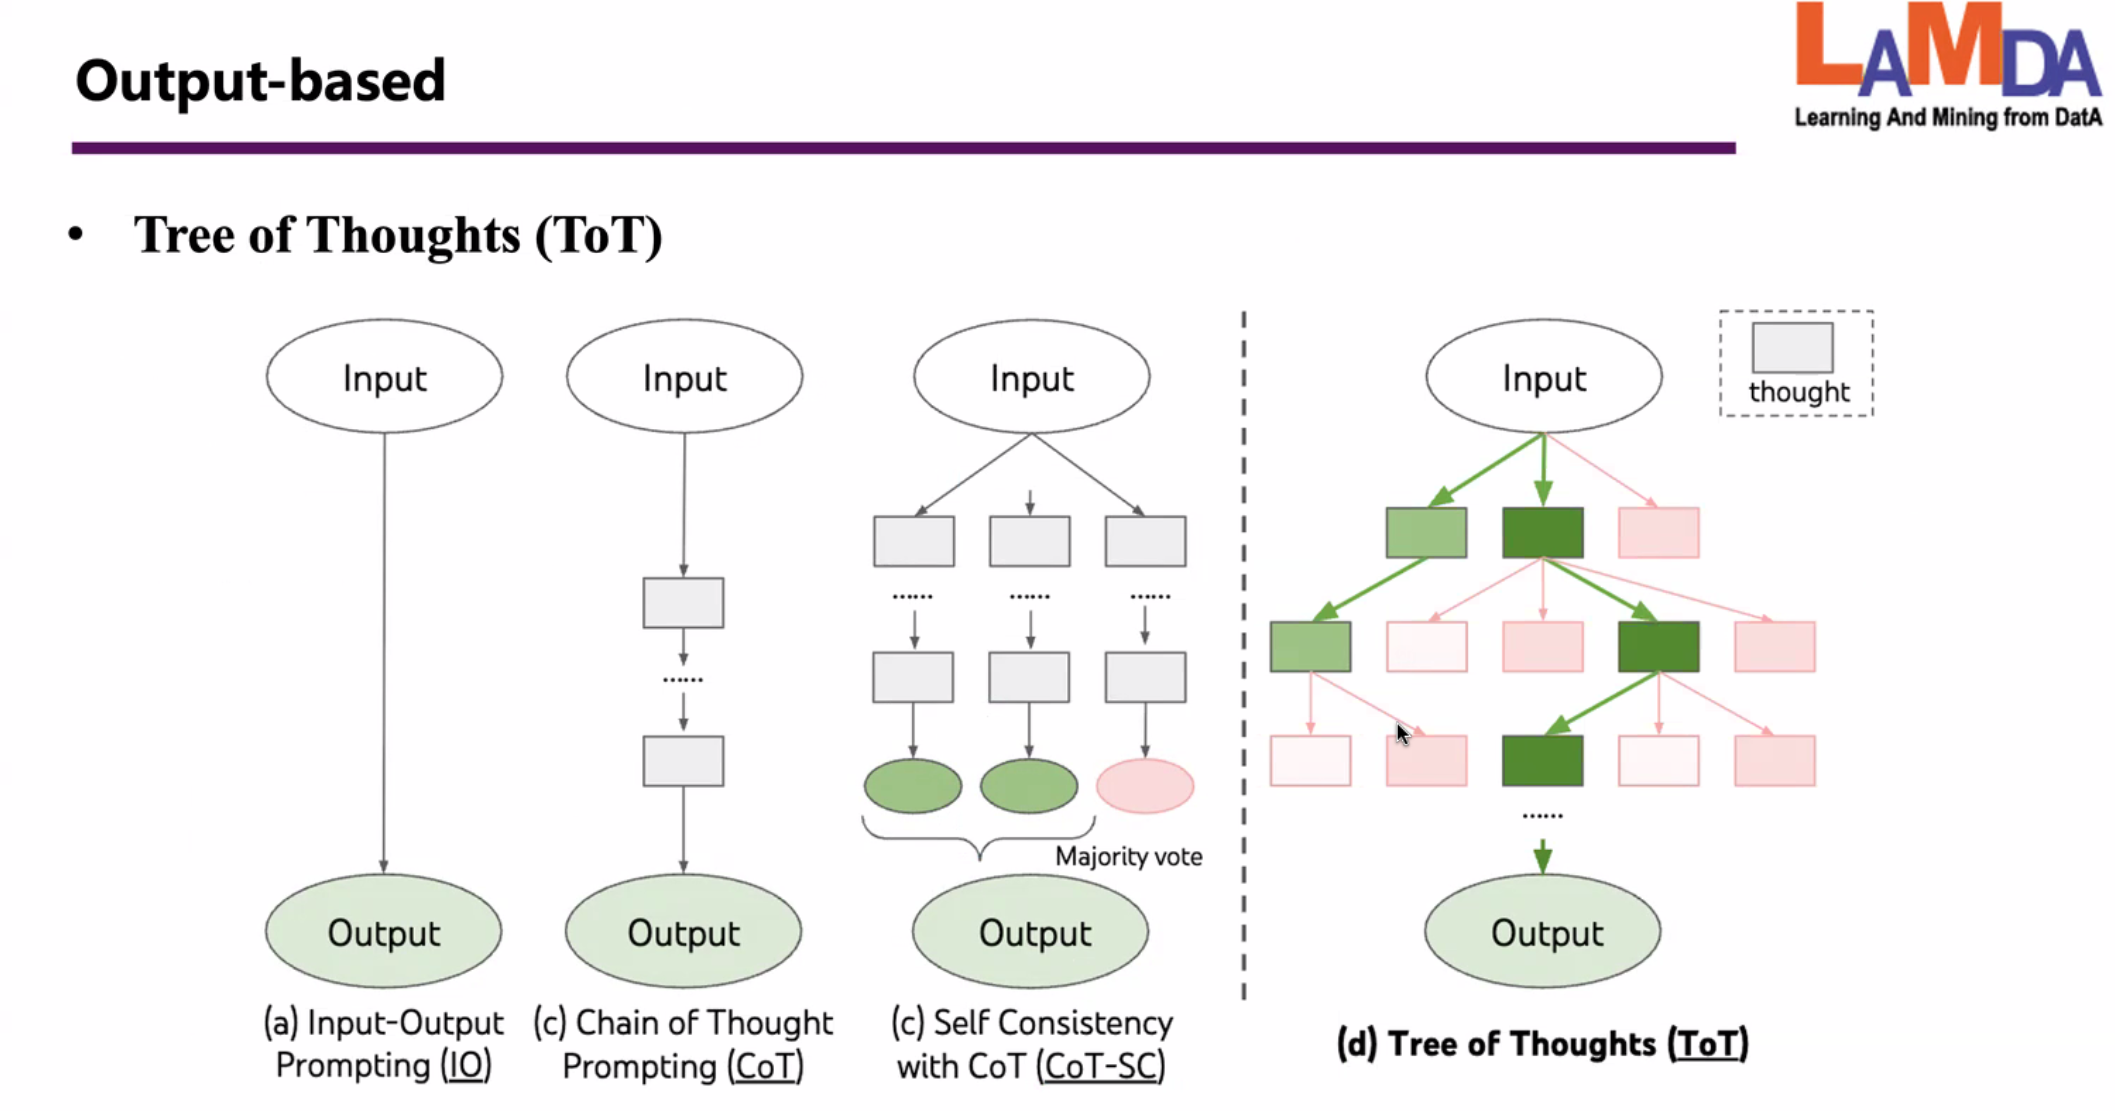 Output-based
LAMDA
Learning And Mining from DatA
• Tree of Thoughts (ToT)
Input
Input
Input
Input
thought
......
......
......
......
Majority vote
......
Output
Output
Output
Output
(a) Input-Output
Prompting (IO)
(c) Chain of Thought
Prompting (CoT)
(c) Self Consistency
with CoT (CoT-SC)
(d) Tree of Thoughts (ToT)